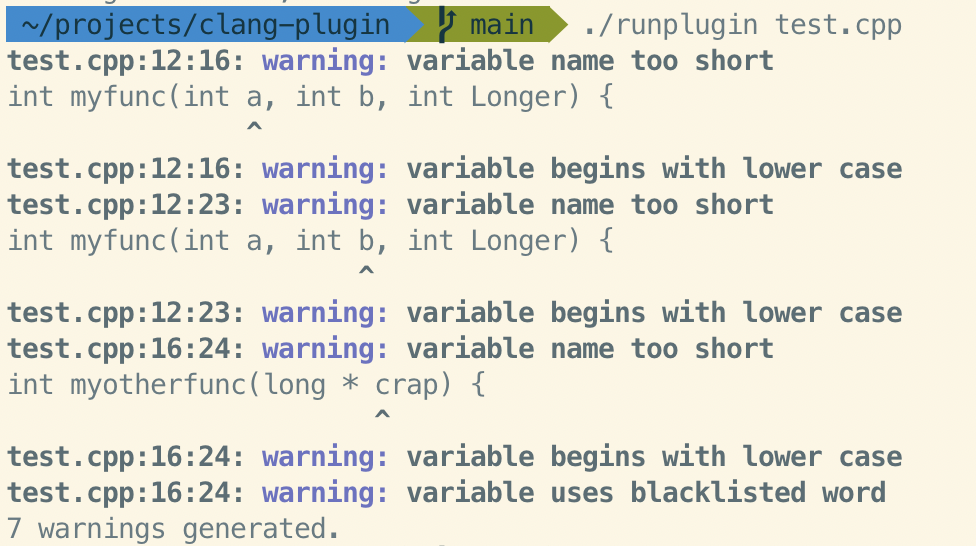 ~/projects/clang-plugin main ./runplugin test.cpp
test.cpp:12:16: warning: variable name too short
int myfunc(int a, int b, int Longer) {
^
test.cpp:12:16: warning: variable begins with lower case
test.cpp:12:23: warning: variable name too short
int myfunc(int a, int b, int Longer) {
^
test.cpp:12:23: warning: variable begins with lower case
test.cpp:16:24: warning: variable name too short
int myotherfunc(long * crap) {
^
test.cpp:16:24: warning: variable begins with lower case
test.cpp:16:24: warning: variable uses blacklisted word
7 warnings generated.